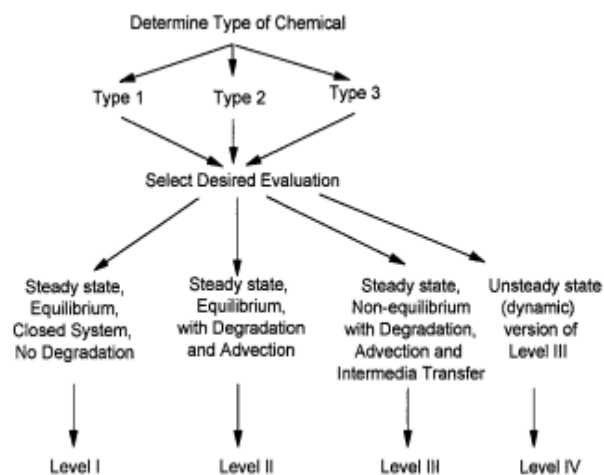 Determine Type of Chemical
Type 1
Type 2
Type 3
Select Desired Evaluation
Steady state,
Equilibrium,
Closed System,
No Degradation
Steady state,
Equilibrium,
with Degradation
and Advection
Steady state,
Non-equilibrium
with Degradation,
Advection and
Intermedia Transfer
Unsteady state
(dynamic)
version of
Level III
Level I
Level II
Level III
Level IV